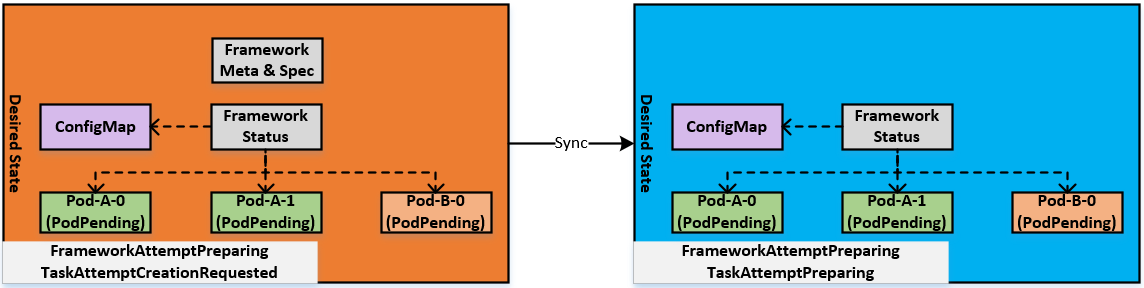 Framework
Meta & Spec
Desired State
ConfigMap
Framework
Status
Pod-A-0
(PodPending)
Pod-A-1
(PodPending)
Pod-B-0
(PodPending)
FrameworkAttemptPreparing
TaskAttemptCreationRequested
Sync
Desired State
ConfigMap
Framework
Status
Pod-A-0
(PodPending)
Pod-A-1
(PodPending)
Pod-B-0
(PodPending)
FrameworkAttemptPreparing
TaskAttemptPreparing